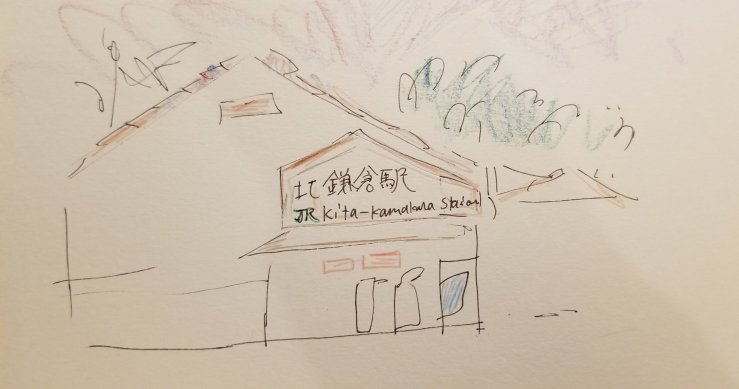 北鎌倉駅
JR Kita-Kamakura Station